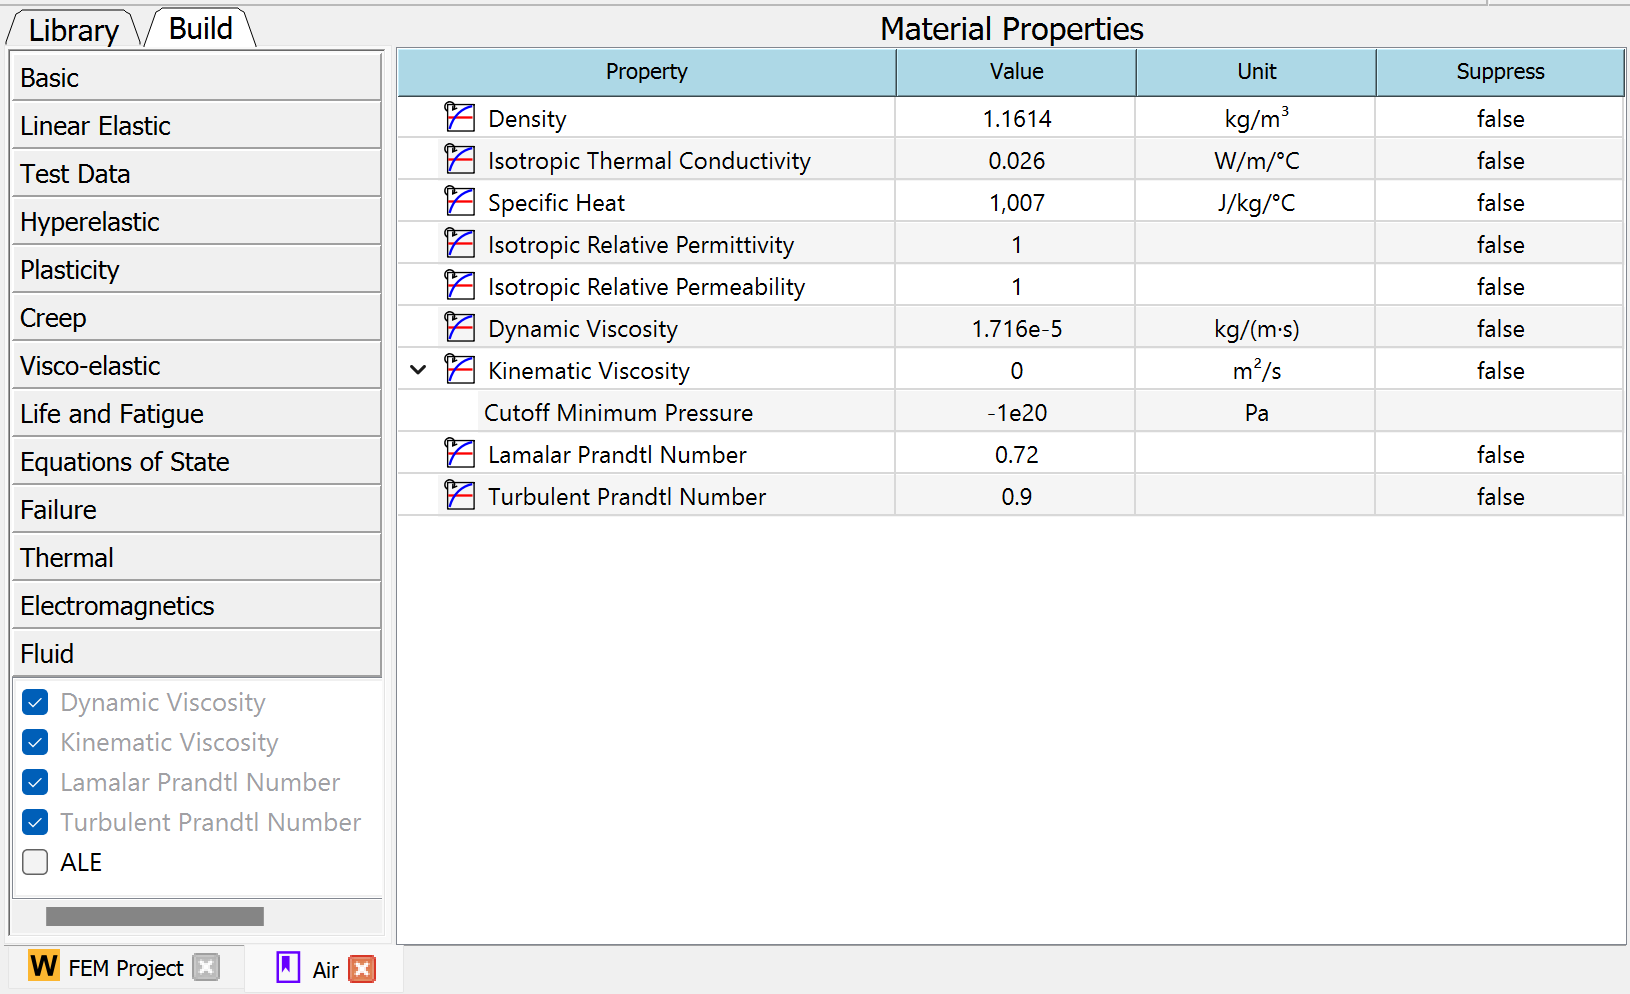 Library Build Material Properties
Basic
Linear Elastic
Test Data
Hyperelastic
Plasticity
Creep
Visco-elastic
Life and Fatigue
Equations of State
Failure
Thermal
Electromagnetics
Fluid
Dynamic Viscosity
Kinematic Viscosity
Lamalar Prandtl Number
Turbulent Prandtl Number
ALE
Property Value Unit Suppress
Density 1.1614 kg/m³ false
Isotropic Thermal Conductivity 0.026 W/m/°C false
Specific Heat 1,007 J/kg/°C false
Isotropic Relative Permittivity 1 false
Isotropic Relative Permeability 1 false
Dynamic Viscosity 1.716e-5 kg/(m·s) false
Kinematic Viscosity 0 m²/s false
Cutoff Minimum Pressure -1e20 Pa
Lamalar Prandtl Number 0.72 false
Turbulent Prandtl Number 0.9 false
W FEM Project Air